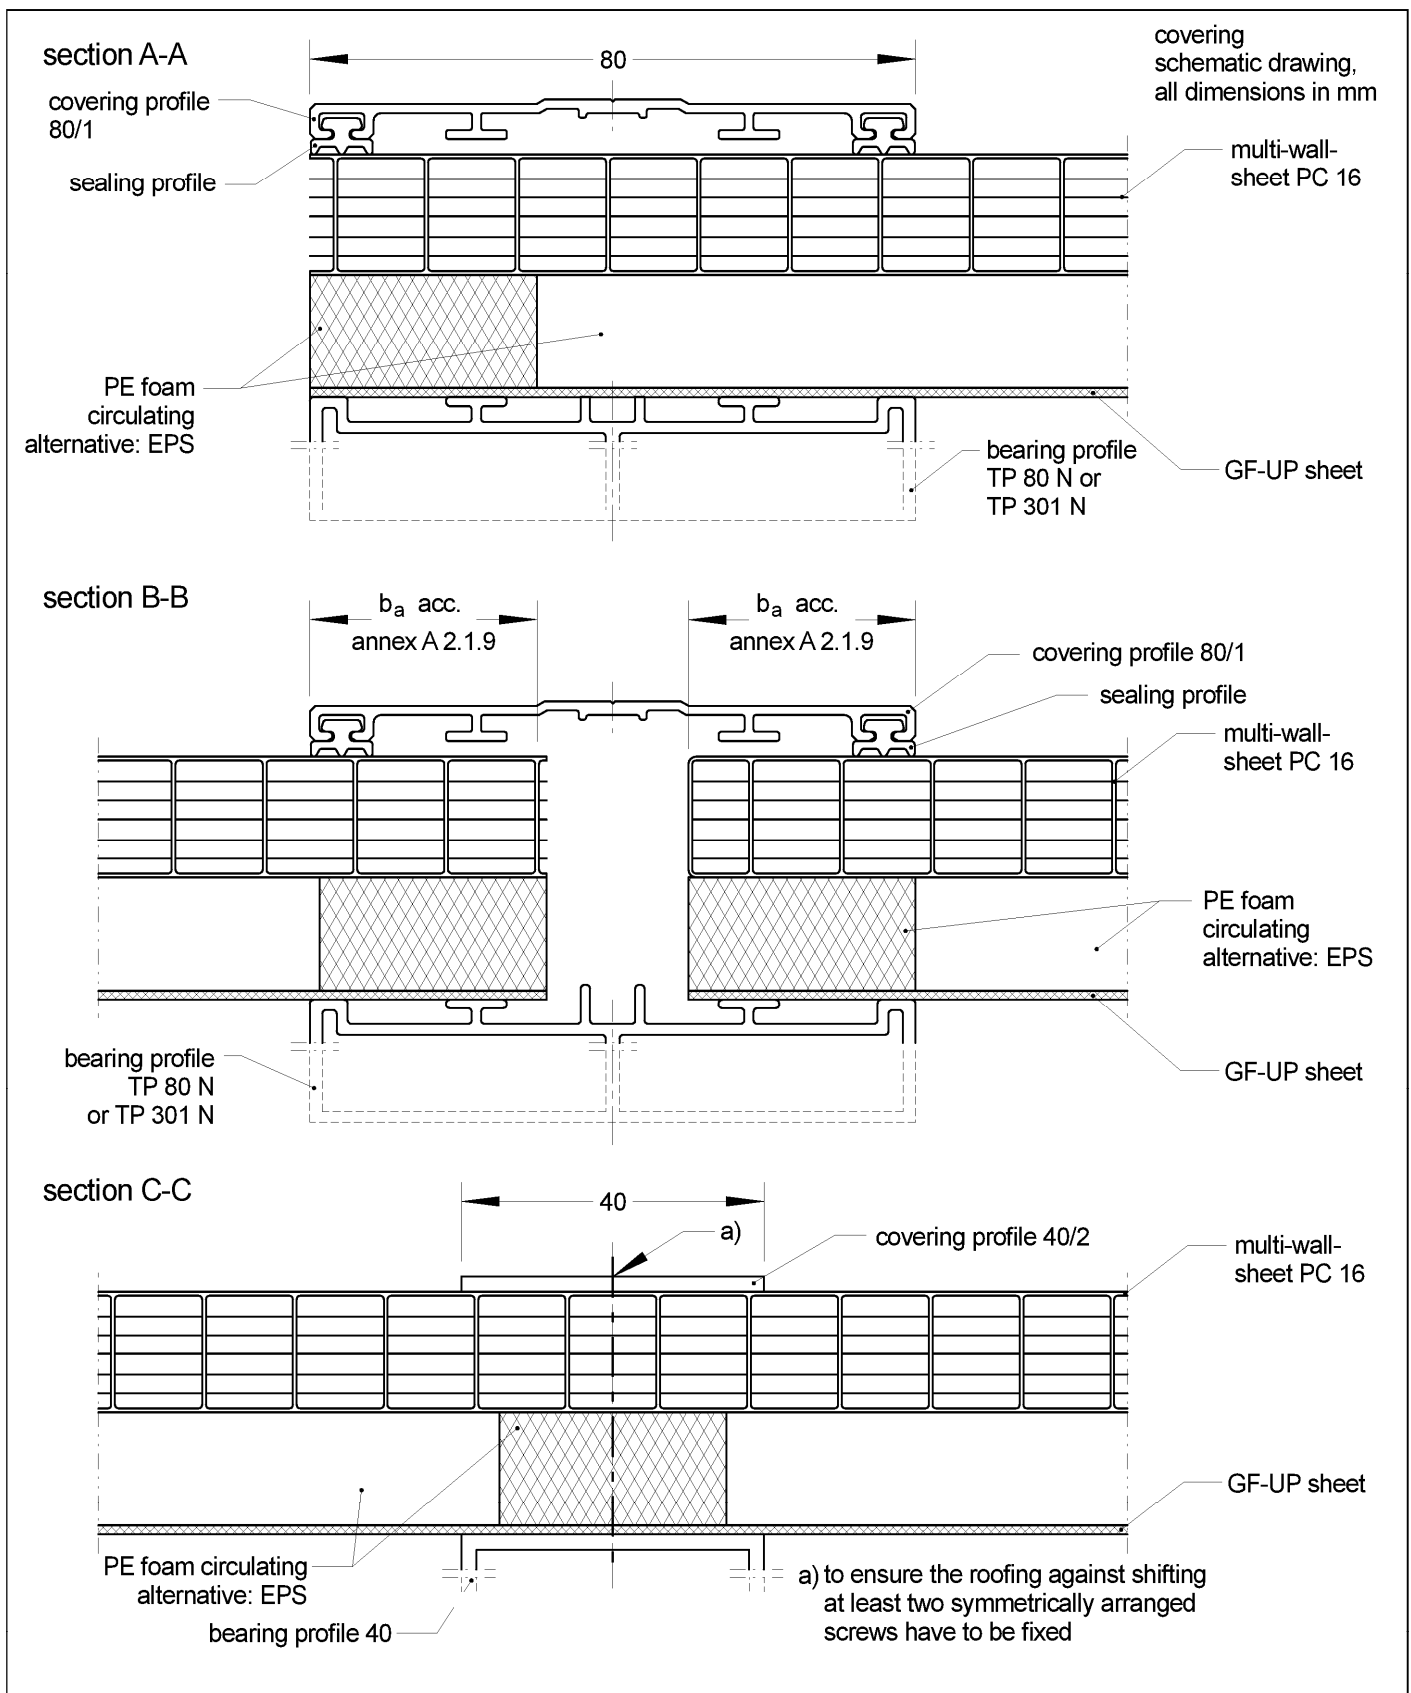 section A-A
80
covering
schematic drawing,
all dimensions in mm
covering profile
80/1
sealing profile
multi-wall-
sheet PC 16
PE foam
circulating
alternative: EPS
bearing profile
TP 80 N or
TP 301 N
GF-UP sheet
section B-B
ba acc.
annex A 2.1.9
ba acc.
annex A 2.1.9
covering profile 80/1
sealing profile
multi-wall-
sheet PC 16
PE foam
circulating
alternative: EPS
bearing profile
TP 80 N
or TP 301 N
GF-UP sheet
section C-C
40
a)
covering profile 40/2
multi-wall-
sheet PC 16
GF-UP sheet
PE foam circulating
alternative: EPS
bearing profile 40
a) to ensure the roofing against shifting
at least two symmetrically arranged
screws have to be fixed